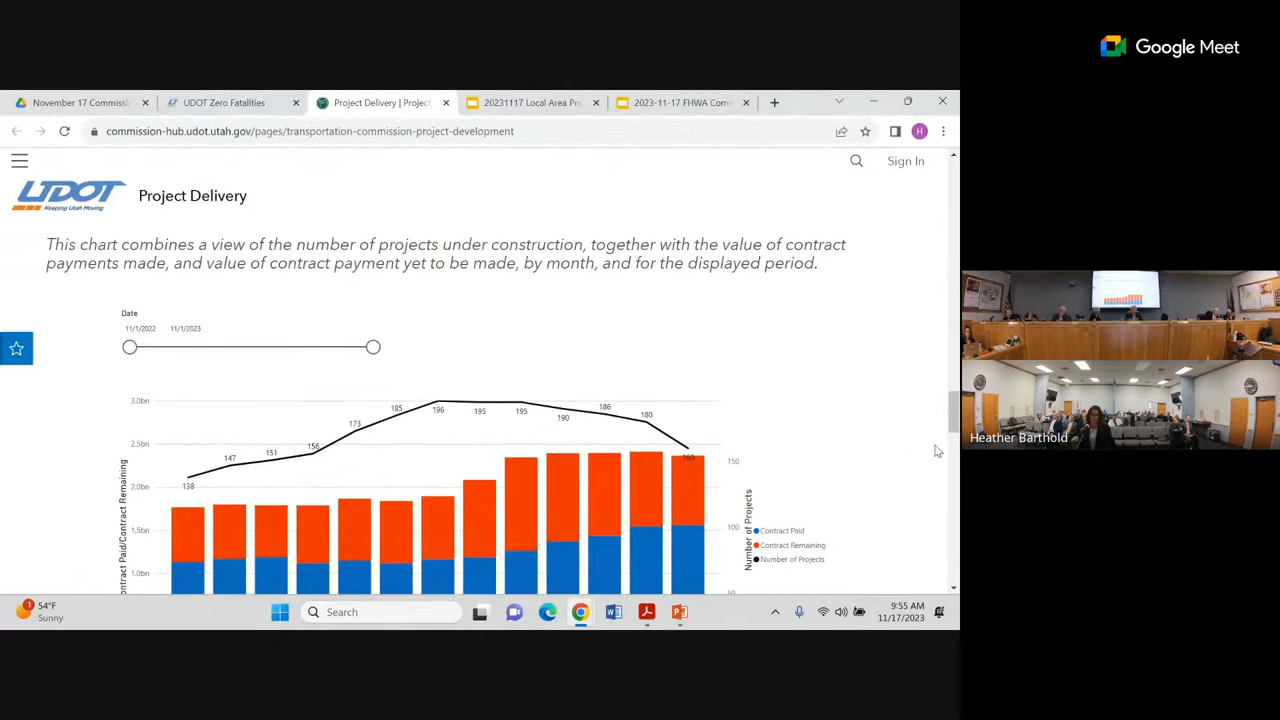 Google Meet
November 17 Commissi
UDOT Zero Fatalities
Project Delivery | Project
20231117 Local Area Pre
2023-11-17 FHWA Com
commission-hub.udot.utah.gov/pages/transportation-commission-project-development
H
Sign In
UDOT
Keeping Utah Moving
Project Delivery
This chart combines a view of the number of projects under construction, together with the value of contract
payments made, and value of contract payment yet to be made, by month, and for the displayed period.
Date
11/1/2022 11/1/2023
3.0bn
2.5bn
2.0bn
1.5bn
1.0bn
ontract Paid/Contract Remaining
138
147
151
156
173
185
196
195
195
190
186
180
160
150
100
Number of Projects
Contract Paid
Contract Remaining
Number of Projects
Heather Barthold
1
54°F
Sunny
Search
9:55 AM
11/17/2023